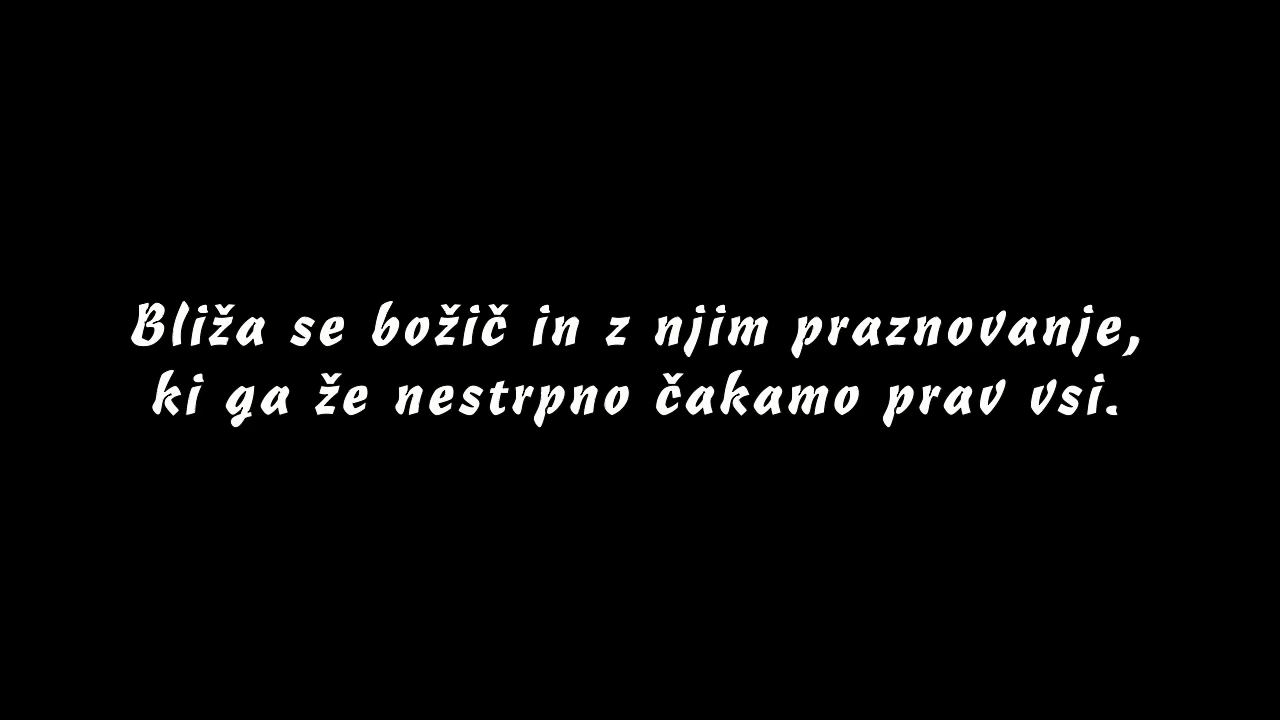 Bliža se božič in z njim praznovanje,
ki ga že nestrpno čakamo prav vsi.